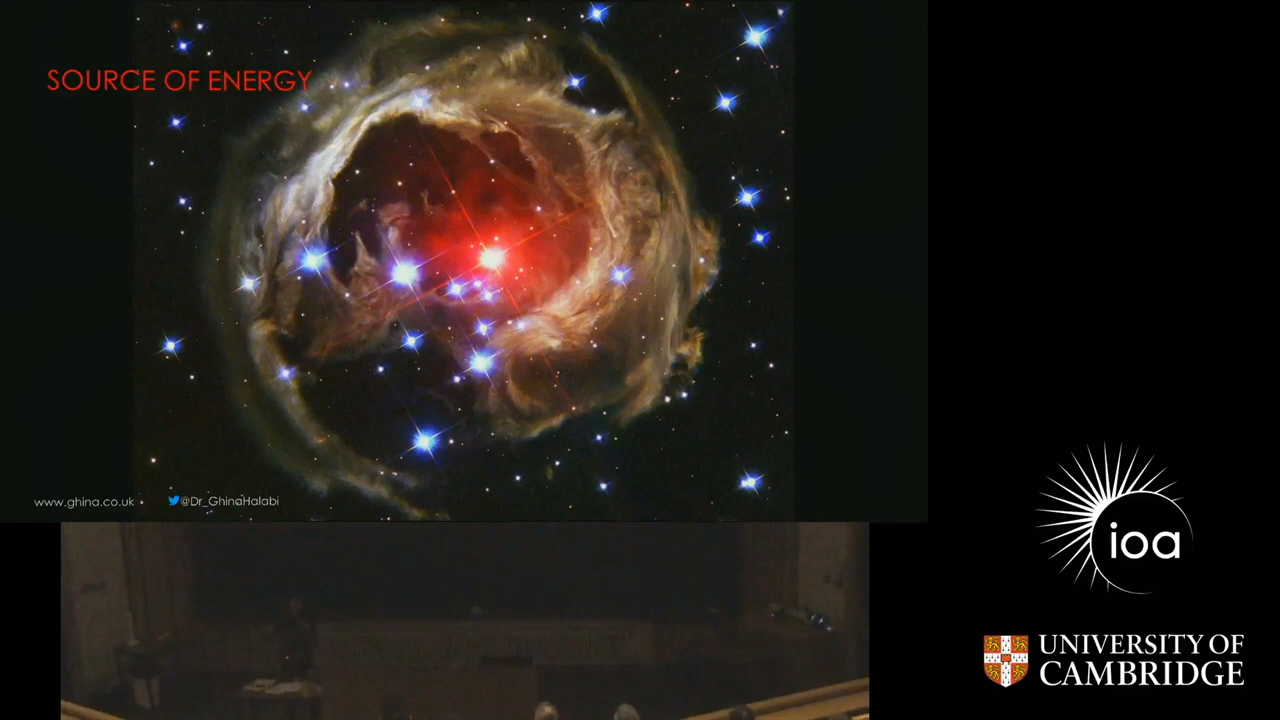 SOURCE OF ENERGY
www.ghina.co.uk
@Dr_GhinaHalabi
ioa
UNIVERSITY OF
CAMBRIDGE